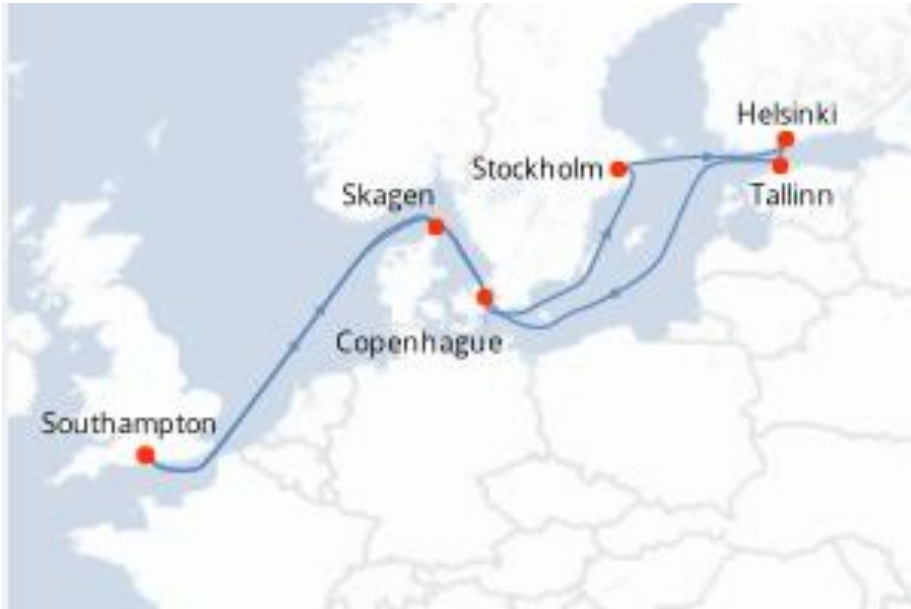 Helsinki
Stockholm
Tallinn
Skagen
Copenhague
Southampton